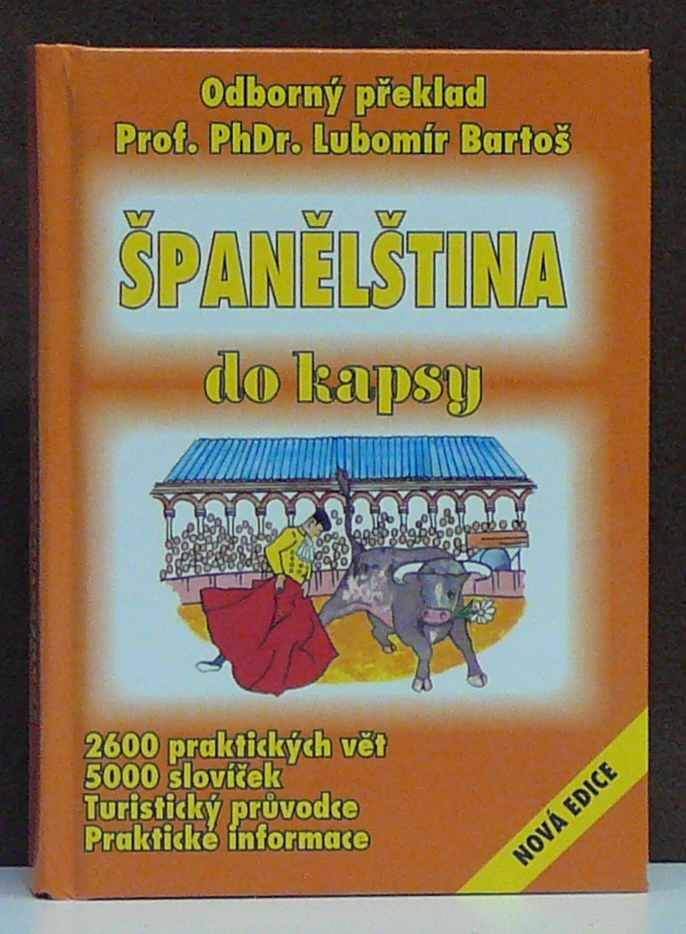 Odborný překlad
Prof. PhDr. Lubomír Bartoš
ŠPANĚLŠTINA
do kapsy
2600 praktických vět
5000 slovíček
Turistický průvodce
Praktické informace
NOVÁ EDICE